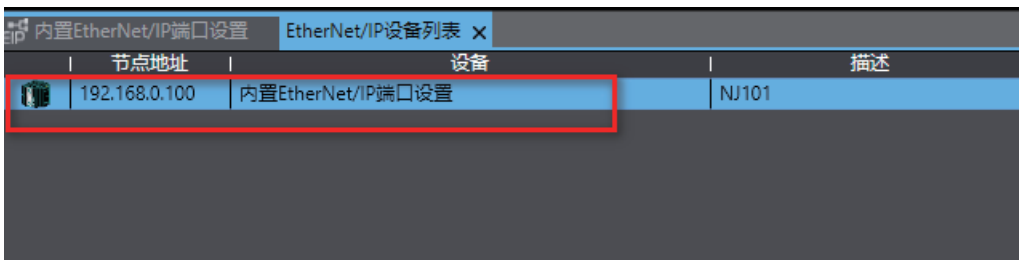 EIP 内置EtherNet/IP端口设置 EtherNet/IP设备列表 ×
节点地址 设备 描述
192.168.0.100 内置EtherNet/IP端口设置 NJ101